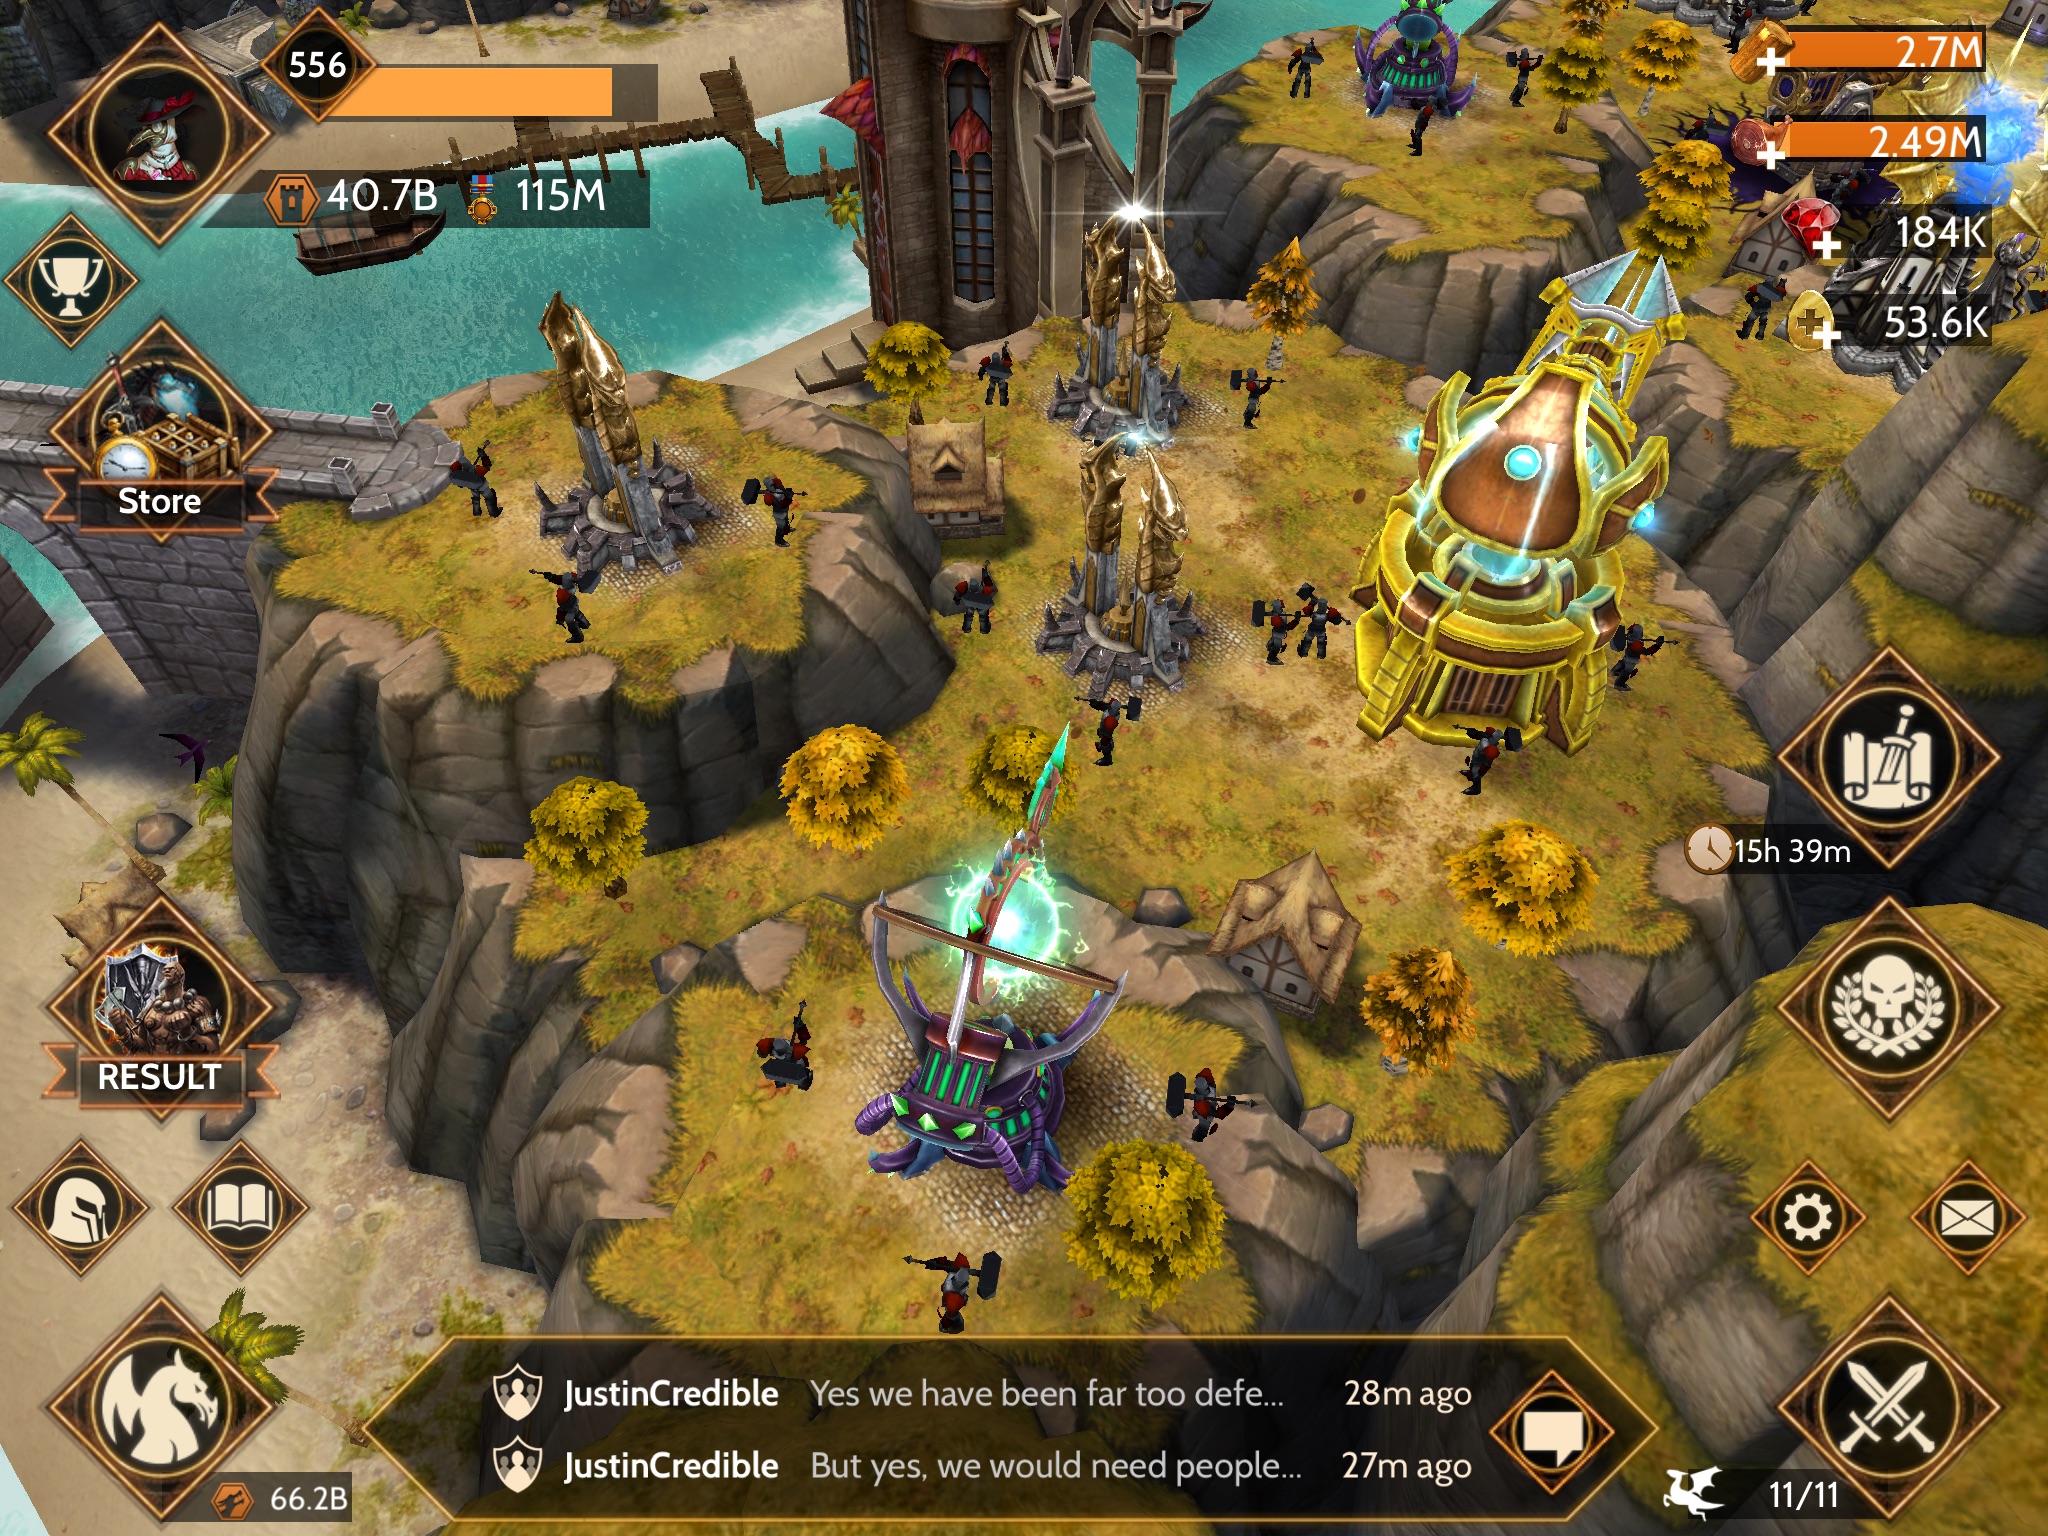 556
2.7M
40.7B 115M
2.49M
184K
53.6K
Store
15h 39m
RESULT
JustinCredible Yes we have been far too defe... 28m ago
JustinCredible But yes, we would need people... 27m ago
66.2B
11/11